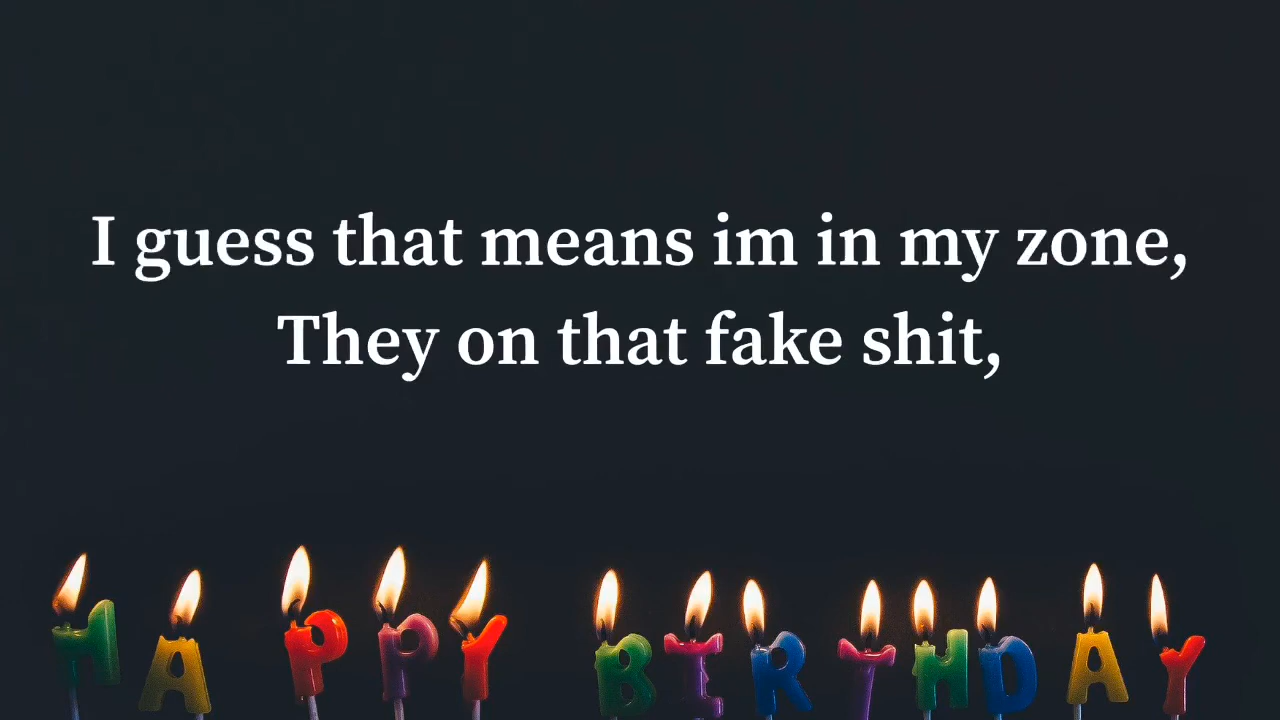 I guess that means im in my zone,
They on that fake shit,
HAPPY BIRTHDAY